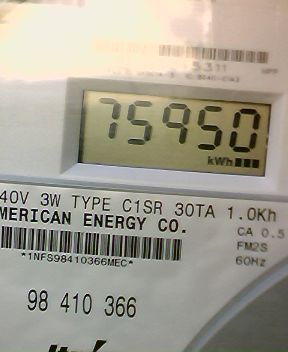 5311
75950
kWh
40V 3W TYPE C1SR 30TA 1.0Kh
MERICAN ENERGY CO.
CA 0.5
FM2S
60Hz
*1NFS98410366MEC*
98 410 366